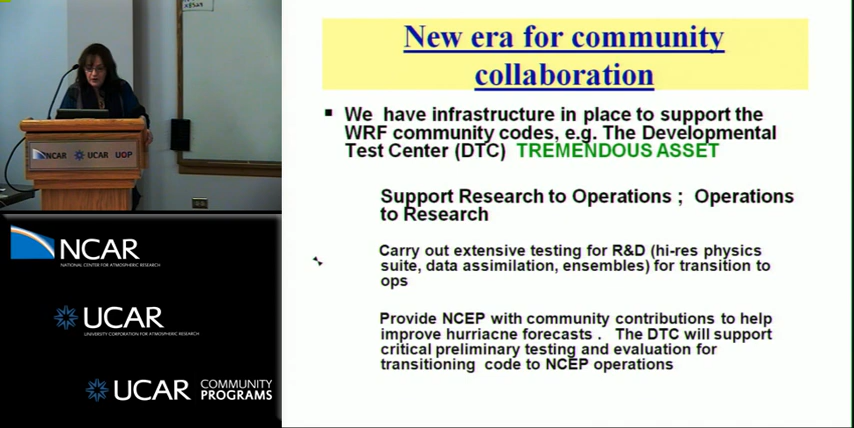 New era for community
collaboration
We have infrastructure in place to support the
WRF community codes, e.g. The Developmental
Test Center (DTC) TREMENDOUS ASSET
Support Research to Operations ; Operations
to Research
Carry out extensive testing for R&D (hi-res physics
suite, data assimilation, ensembles) for transition to
ops
Provide NCEP with community contributions to help
improve hurriacne forecasts . The DTC will support
critical preliminary testing and evaluation for
transitioning code to NCEP operations
NCAR UCAR UOP
NCAR
NATIONAL CENTER FOR ATMOSPHERIC RESEARCH
UCAR
UNIVERSITY CORPORATION FOR ATMOSPHERIC RESEARCH
UCAR COMMUNITY
PROGRAMS